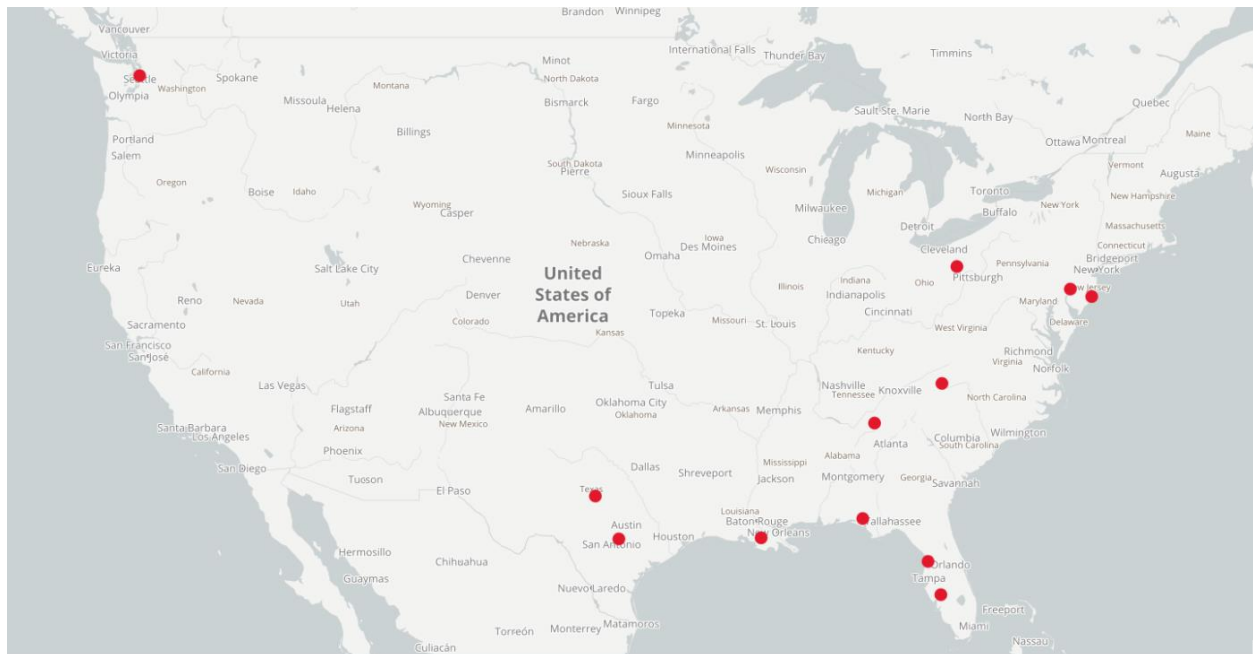 Brandon Winnipeg
Vancouver
International Falls
Thunder Bay
Timmins
Victoria
Minot
Spokane
Washington
North Dakota
Olympia
Montana
Missoula
Helena
Bismarck
Fargo
Sault Ste. Marie
Quebec
North Bay
Minnesota
Billings
Portland
Ottawa Montreal
Maine
Salem
Minneapolis
South Dakota
Pierre
Wisconsin
Vermont
Augusta
Oregon
Boise
Idaho
Sioux Falls
Michigan
Toronto
New Hampshire
Wyoming
Casper
Milwaukee
Buffalo
New York
Detroit
Massachusetts
Chicago
Iowa
Des Moines
Nebraska
Omaha
Cleveland
Connecticut
Bridgeport
Cheyenne
Eureka
Salt Lake City
United
States of
America
Pennsylvania
New York
Pittsburgh
Indiana
Ohio
Illinois
Indianapolis
Denver
Reno
Nevada
Utah
Maryland
Cincinnati
Topeka
Missouri
St. Louis
Colorado
Kansas
Delaware
Sacramento
West Virginia
San Francisco
San José
Kentucky
Richmond
Virginia
Norfolk
California
Las Vegas
Tulsa
Nashville
Tennessee
Knoxville
Santa Fe
North Carolina
Oklahoma City
Oklahoma
Flagstaff
Albuquerque
New Mexico
Amarillo
Arkansas
Memphis
Santa Barbara
Los Angeles
Arizona
Wilmington
Columbia
South Carolina
Atlanta
Phoenix
Alabama
Mississippi
San Diego
Dallas
Shreveport
Jackson
Montgomery
Georgia
Savannah
Tucson
El Paso
Texas
Louisiana
Baton Rouge
New Orleans
Austin
Houston
San Antonio
Hermosillo
Chihuahua
Orlando
Tampa
Guaymas
Nuevo Laredo
Freeport
Miami
Matamoros
Monterrey
Torreón
Nassau
Culiacán